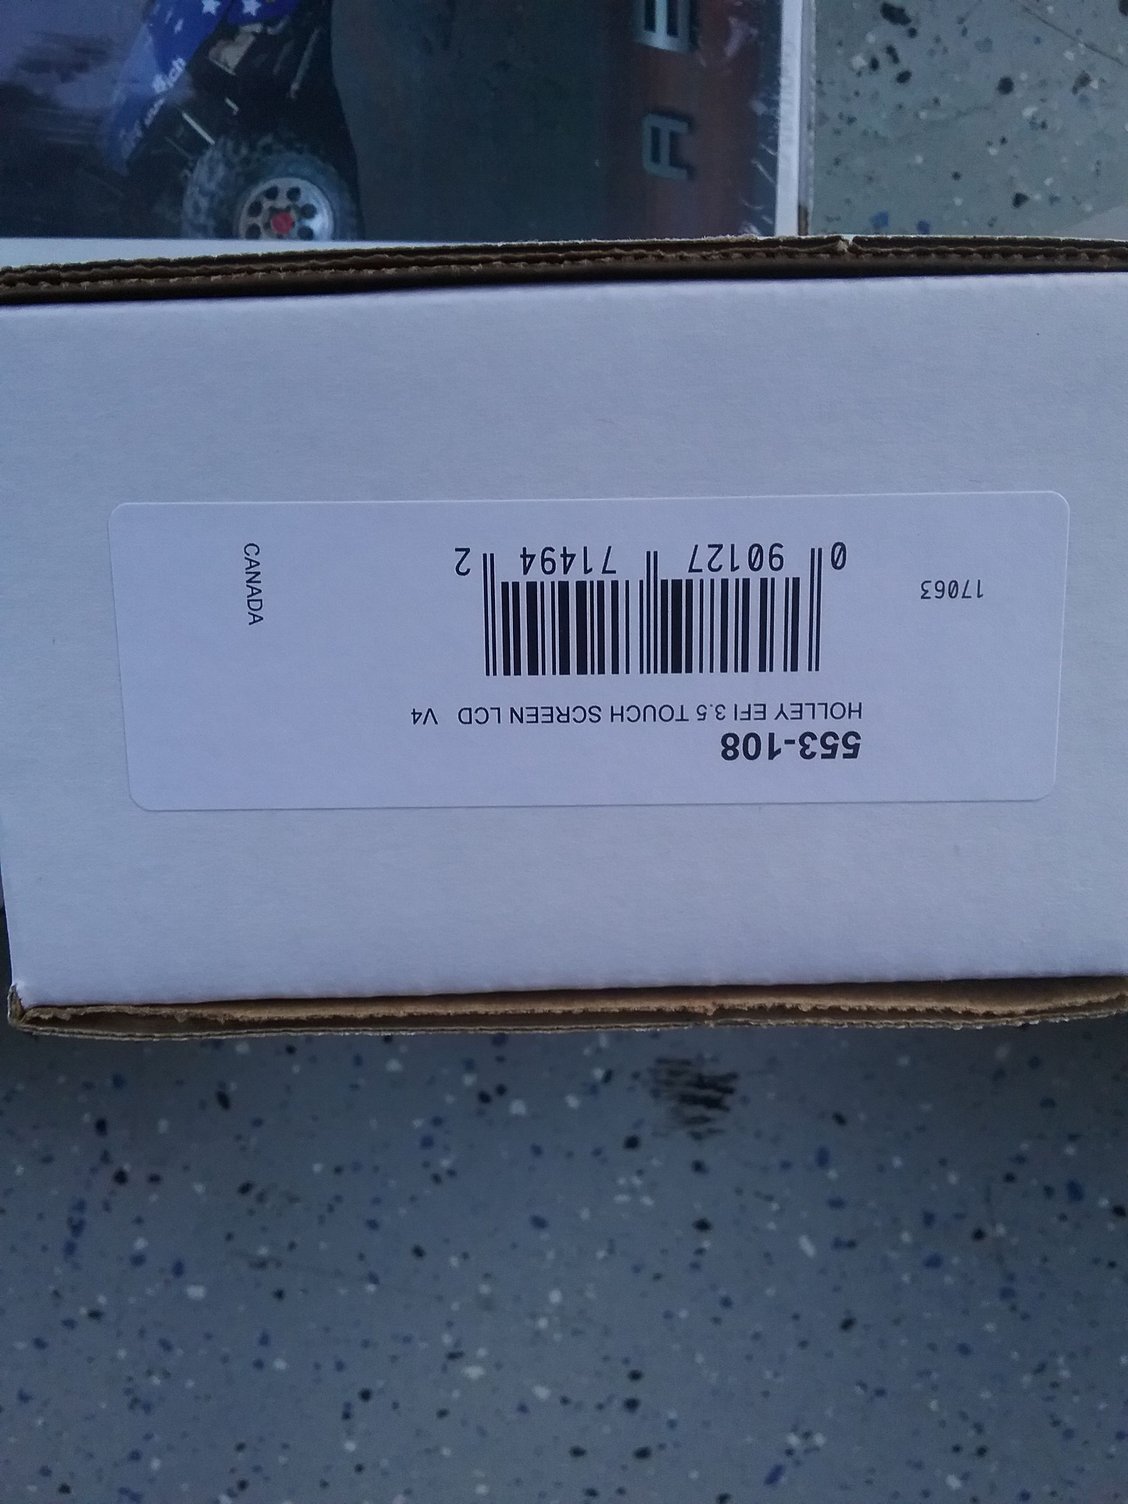 553-108
HOLLEY EFI 3.5 TOUCH SCREEN LCD V4
17063
0 90127 71494 2
CANADA